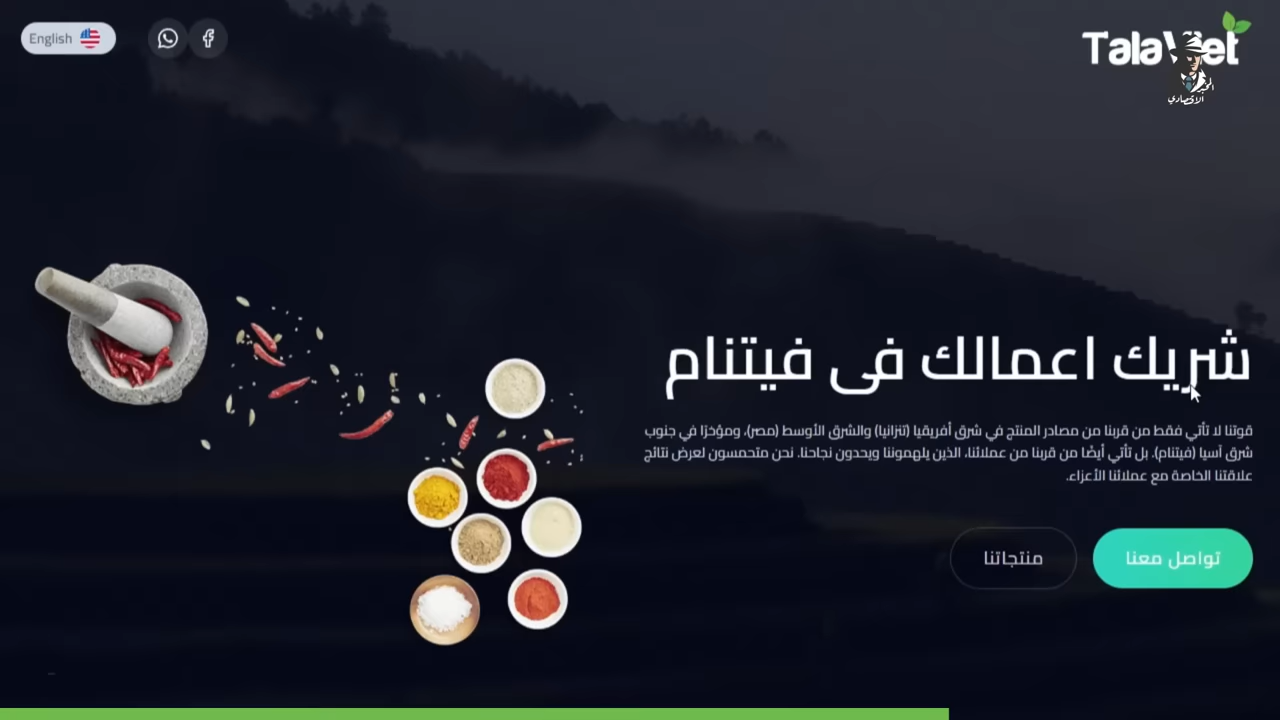 English
TalaViet
المخبر
الاقتصادي
شريك اعمالك فى فيتنام
قوتنا لا تأتي فقط من قربنا من مصادر المنتج في شرق أفريقيا (تنزانيا) والشرق الأوسط (مصر)، ومؤخرًا في جنوب
شرق آسيا (فيتنام). بل تأتي أيضًا من قربنا من عملائنا، الذين يلهموننا ويحدون نجاحنا. نحن متحمسون لعرض نتائج
علاقتنا الخاصة مع عملائنا الأعزاء.
تواصل معنا
منتجاتنا